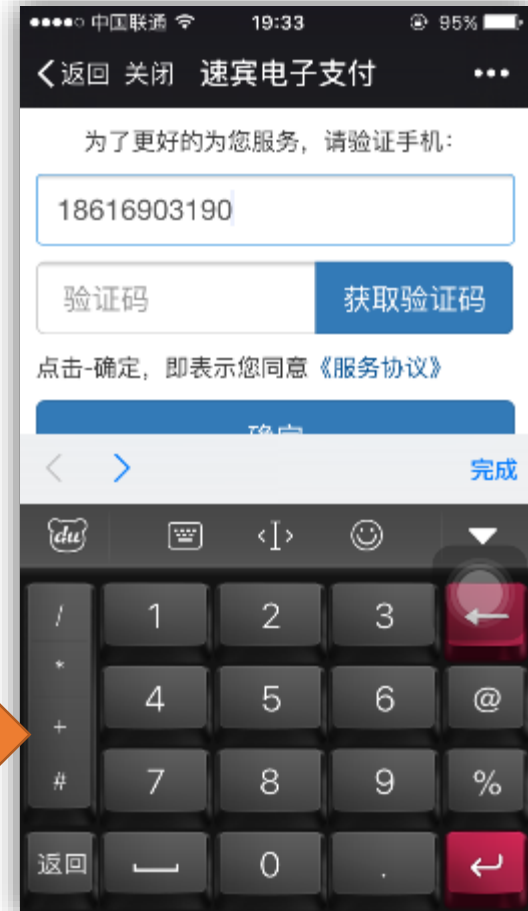 中国联通 19:33 95%
返回 关闭 速宾电子支付
为了更好的为您服务，请验证手机：
18616903190
验证码 获取验证码
点击-确定，即表示您同意《服务协议》
确定
完成
du
/ 1 2 3
*
4 5 6 @
+
# 7 8 9 %
返回 0 .